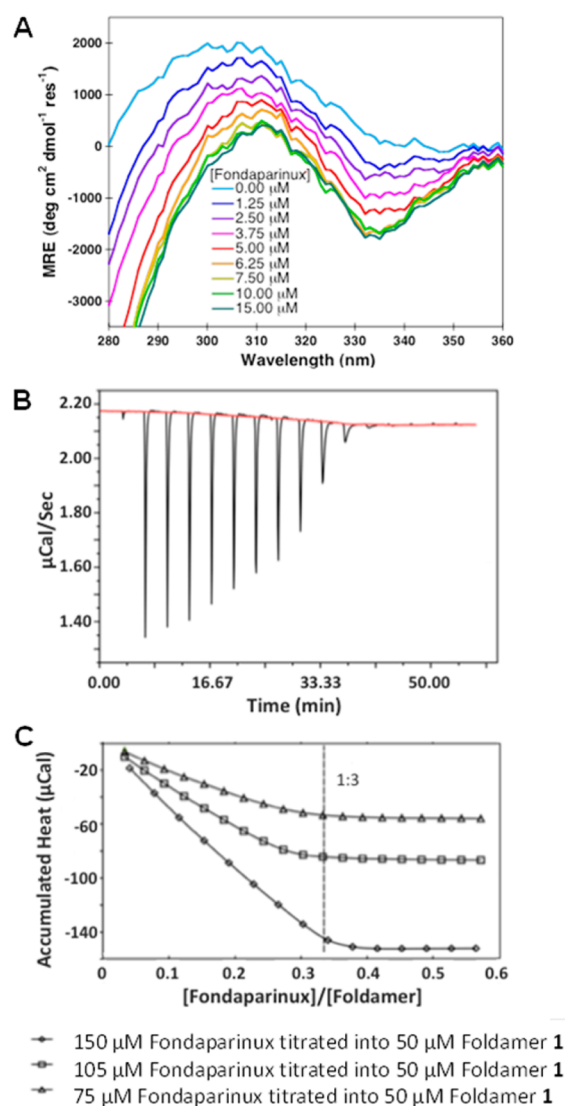 A
MRE (deg cm² dmol⁻¹ res⁻¹)
2000
1000
0
-1000
-2000
-3000
[Fondaparinux]
0.00 µM
1.25 µM
2.50 µM
3.75 µM
5.00 µM
6.25 µM
7.50 µM
10.00 µM
15.00 µM
280 290 300 310 320 330 340 350 360
Wavelength (nm)
B
µCal/Sec
2.20
2.00
1.80
1.60
1.40
0.00 16.67 33.33 50.00
Time (min)
C
Accumulated Heat (µCal)
-20
-60
-100
-140
1:3
0 0.1 0.2 0.3 0.4 0.5 0.6
[Fondaparinux]/[Foldamer]
150 µM Fondaparinux titrated into 50 µM Foldamer 1
105 µM Fondaparinux titrated into 50 µM Foldamer 1
75 µM Fondaparinux titrated into 50 µM Foldamer 1